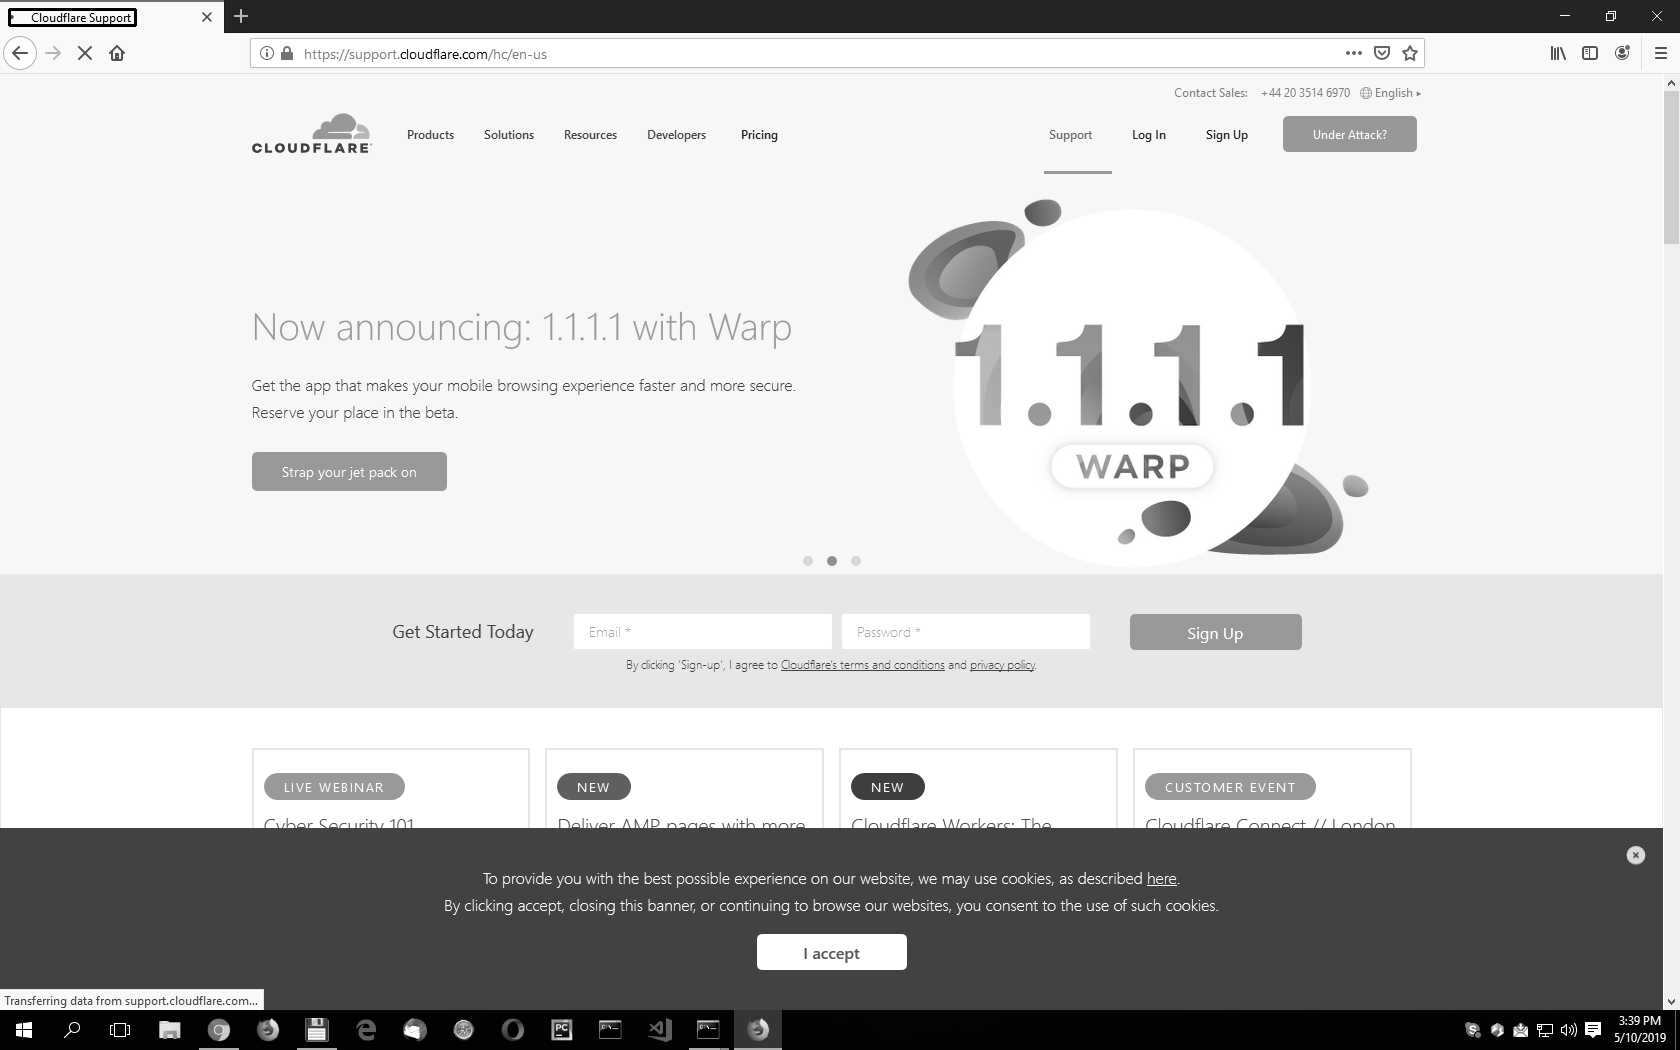 Cloudflare Support
https://support.cloudflare.com/hc/en-us
Contact Sales: +44 20 3514 6970 English ▸
CLOUDFLARE
Products Solutions Resources Developers Pricing Support Log In Sign Up Under Attack?
Now announcing: 1.1.1.1 with Warp
Get the app that makes your mobile browsing experience faster and more secure.
Reserve your place in the beta.
Strap your jet pack on
1.1.1.1
WARP
Get Started Today Email * Password * Sign Up
By clicking 'Sign-up', I agree to Cloudflare's terms and conditions and privacy policy.
LIVE WEBINAR NEW NEW CUSTOMER EVENT
Cyber Security 101 Deliver AMP pages with more Cloudflare Workers: The Cloudflare Connect // London
To provide you with the best possible experience on our website, we may use cookies, as described here.
By clicking accept, closing this banner, or continuing to browse our websites, you consent to the use of such cookies.
I accept
Transferring data from support.cloudflare.com...
PC
3:39 PM
5/10/2019